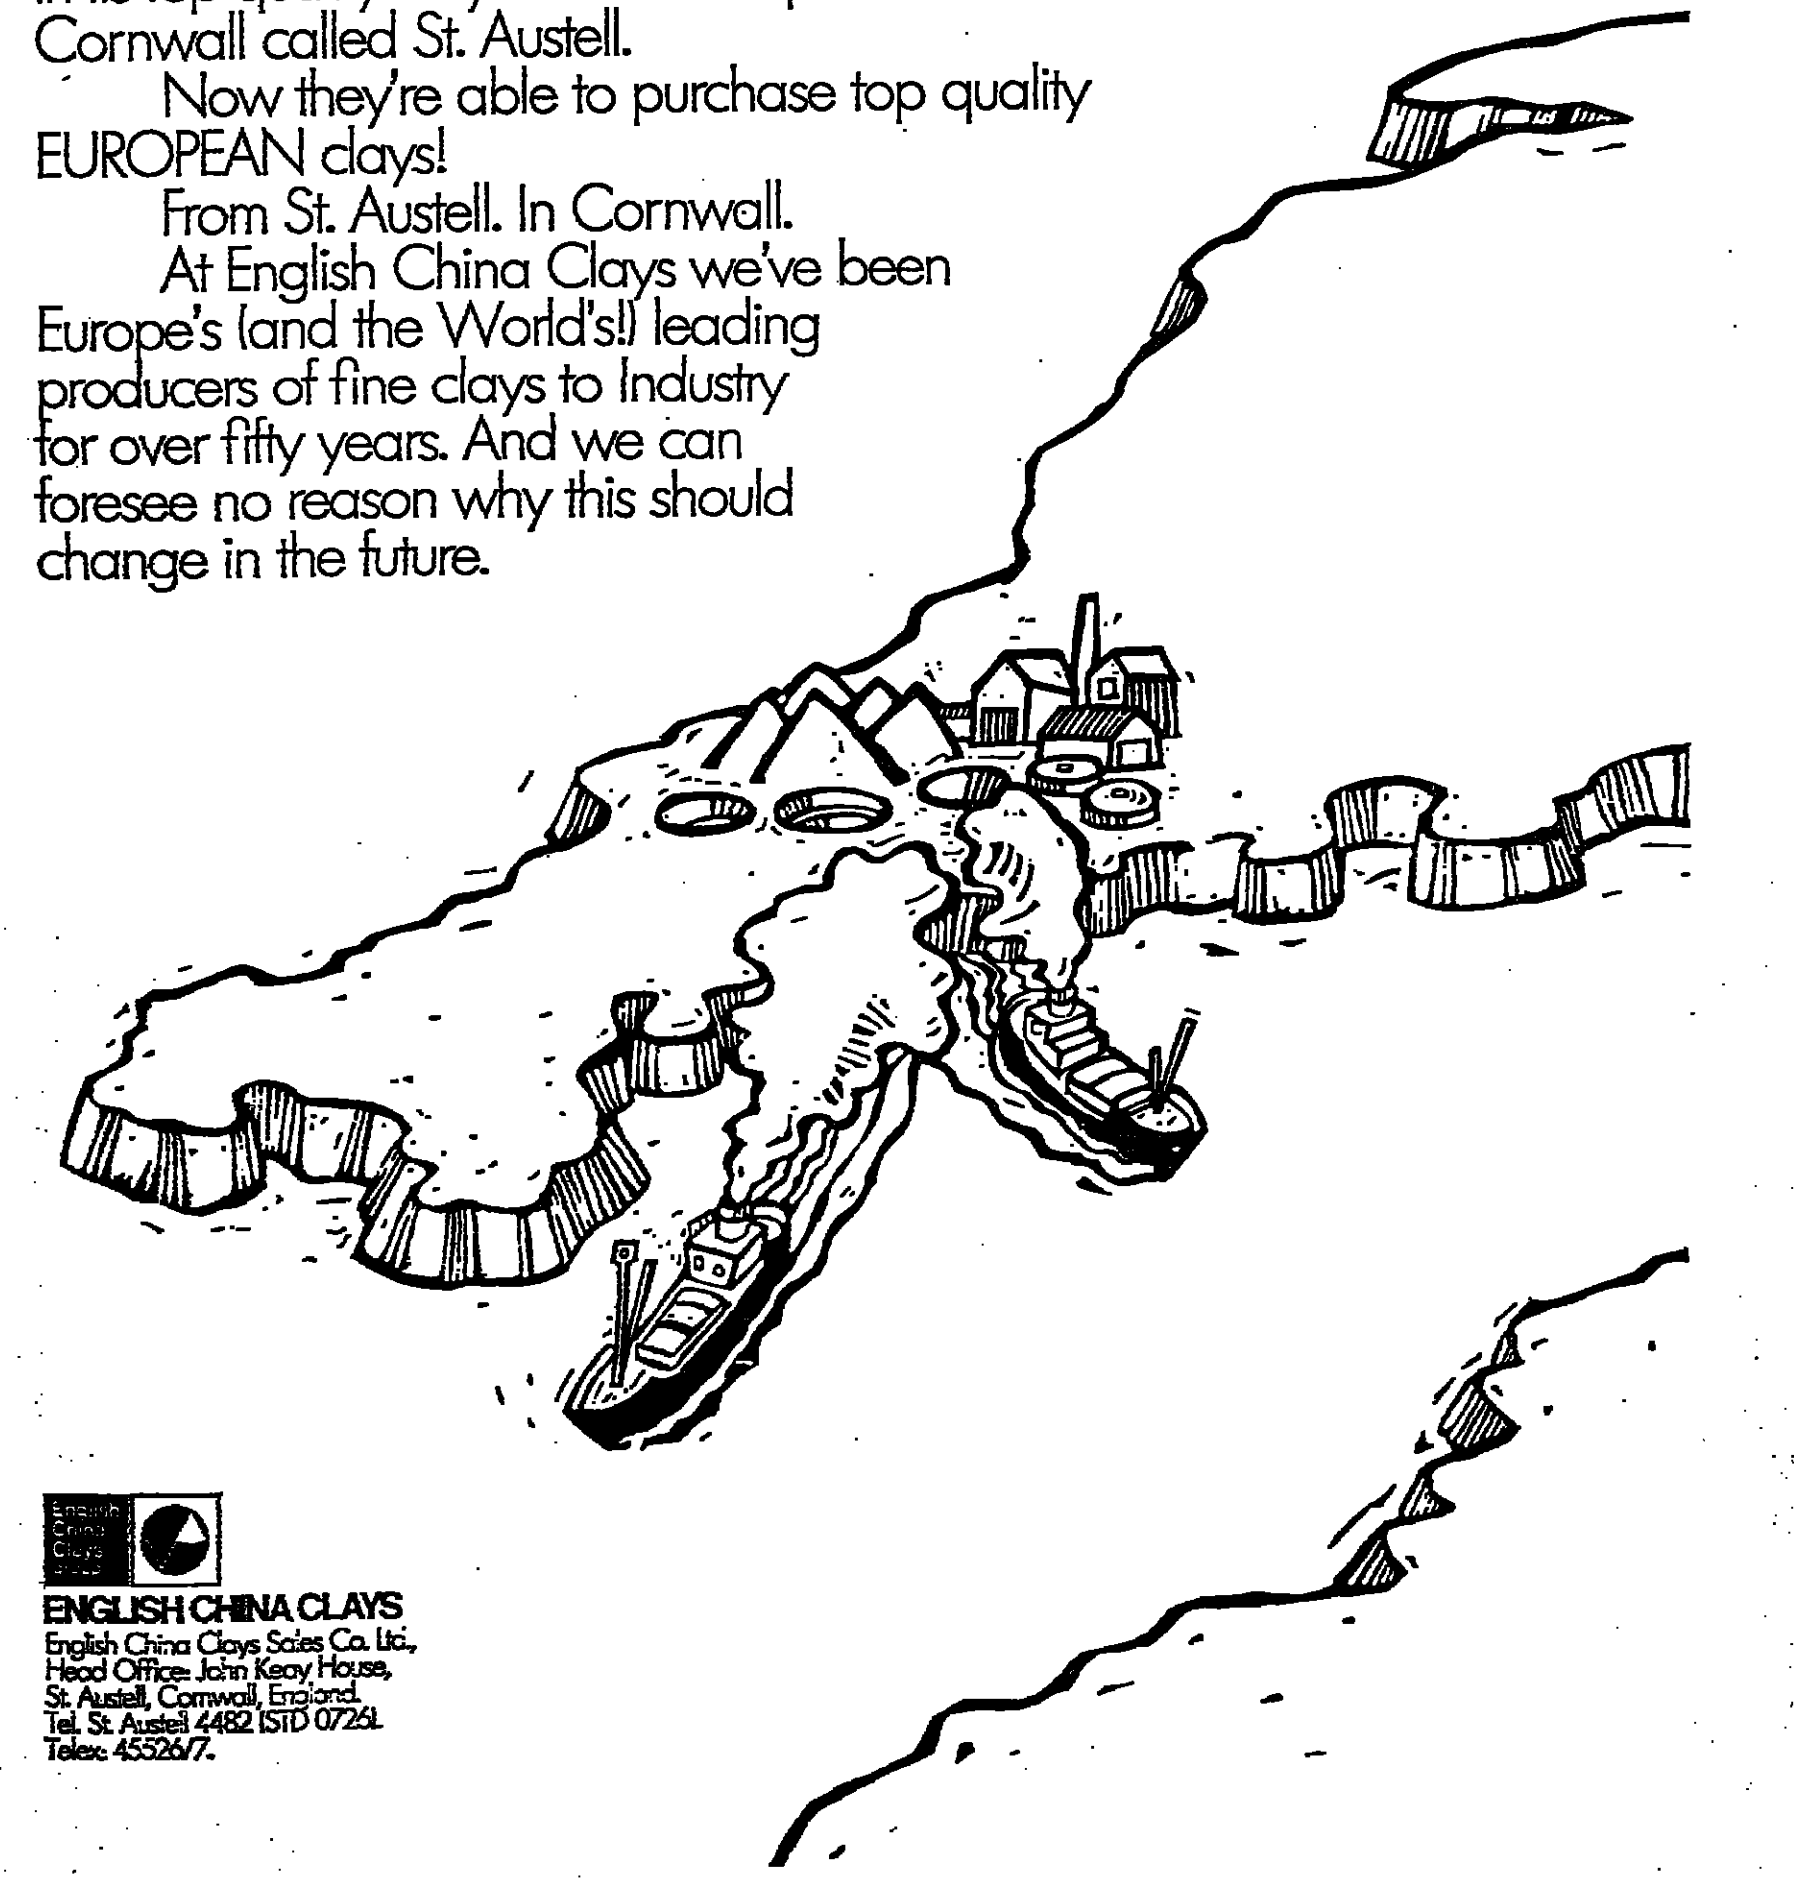 Cornwall called St. Austell.
Now they're able to purchase top quality
EUROPEAN clays!
From St. Austell. In Cornwall.
At English China Clays we've been
Europe's (and the World's!) leading
producers of fine clays to Industry
for over fifty years. And we can
foresee no reason why this should
change in the future.
English
China
Clays
ENGLISH CHINA CLAYS
English China Clays Sales Co. Ltd.,
Head Office: John Keay House,
St. Austell, Cornwall, England.
Tel. St. Austell 4482 (STD 0726).
Telex: 45526/7.